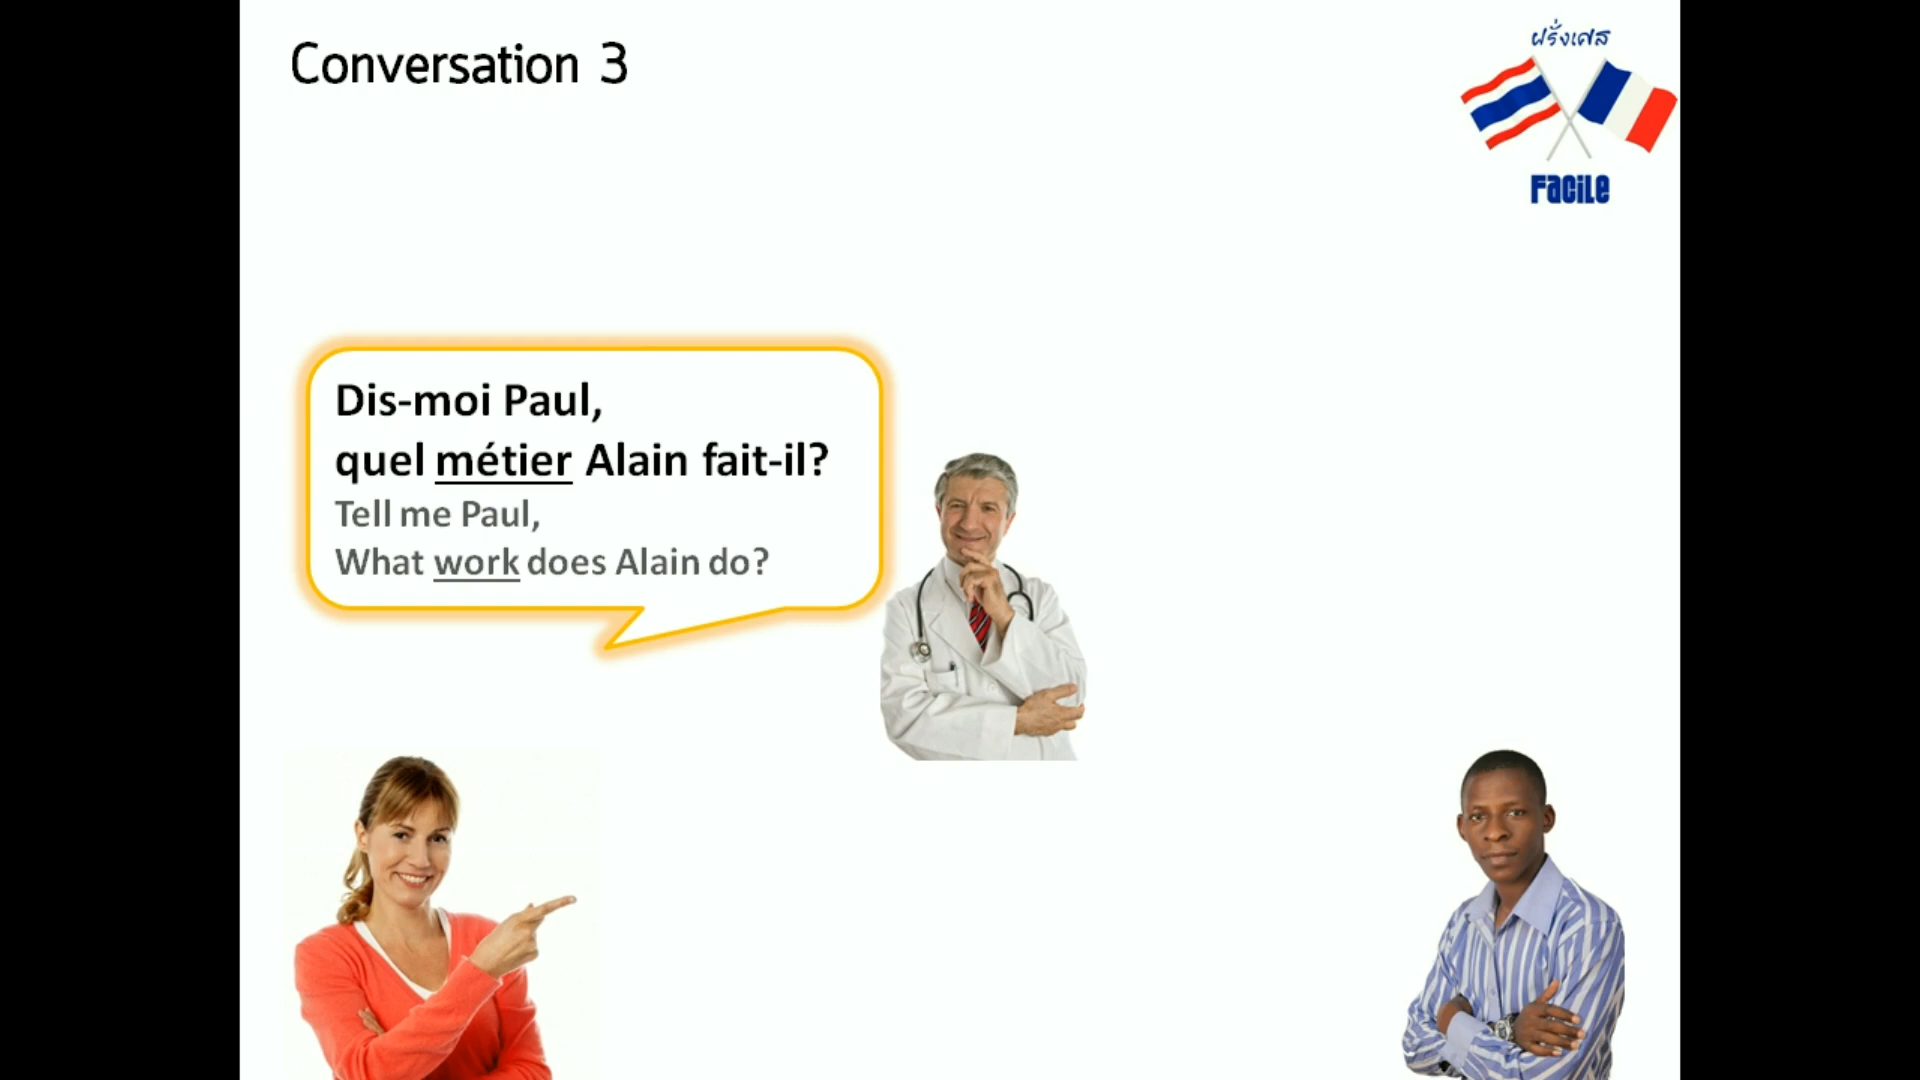 Conversation 3
ฝรั่งเศส
Facile
Dis-moi Paul,
quel métier Alain fait-il?
Tell me Paul,
What work does Alain do?